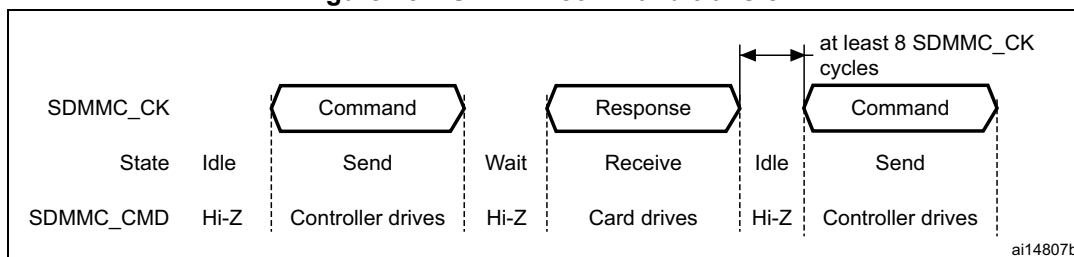 at least 8 SDMMC_CK
cycles
SDMMC_CK Command Response Command
State Idle Send Wait Receive Idle Send
SDMMC_CMD Hi-Z Controller drives Hi-Z Card drives Hi-Z Controller drives
ai14807b